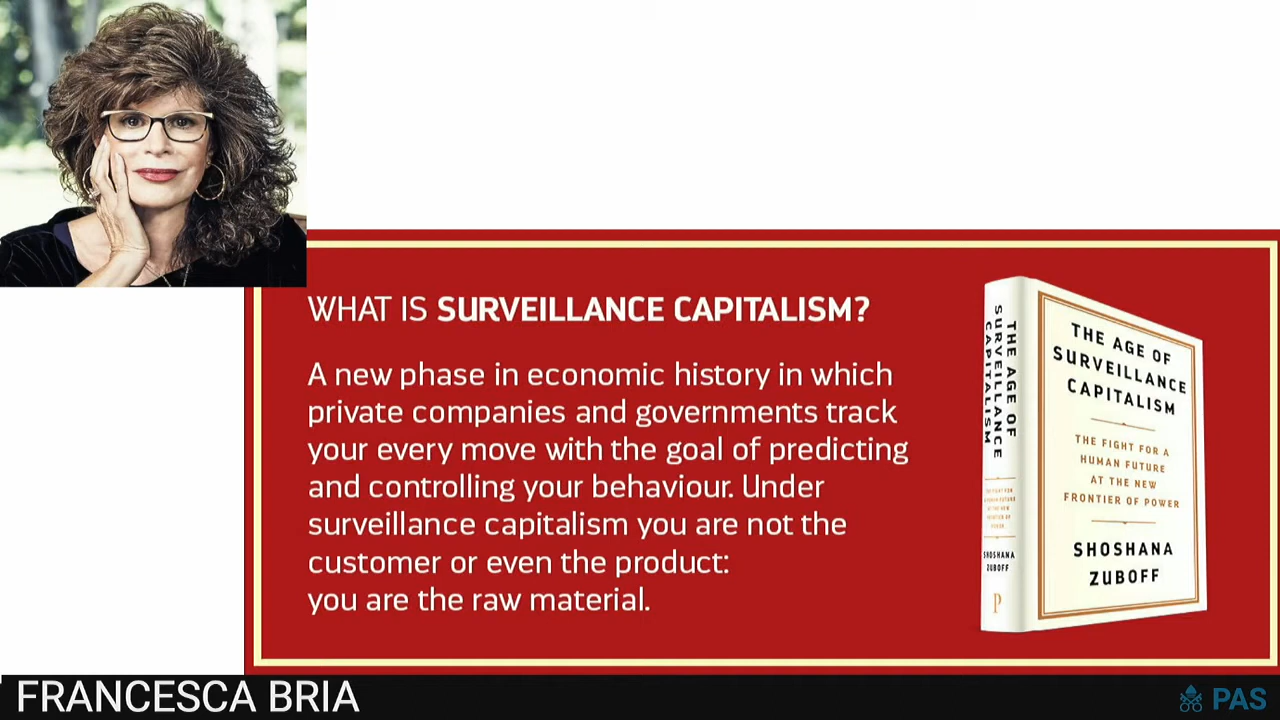 WHAT IS SURVEILLANCE CAPITALISM?
A new phase in economic history in which
private companies and governments track
your every move with the goal of predicting
and controlling your behaviour. Under
surveillance capitalism you are not the
customer or even the product:
you are the raw material.
THE AGE OF
SURVEILLANCE
CAPITALISM
SHOSHANA
ZUBOFF
P
THE AGE OF
SURVEILLANCE
CAPITALISM
THE FIGHT FOR A
HUMAN FUTURE
AT THE NEW
FRONTIER OF POWER
SHOSHANA
ZUBOFF
FRANCESCA BRIA
PAS